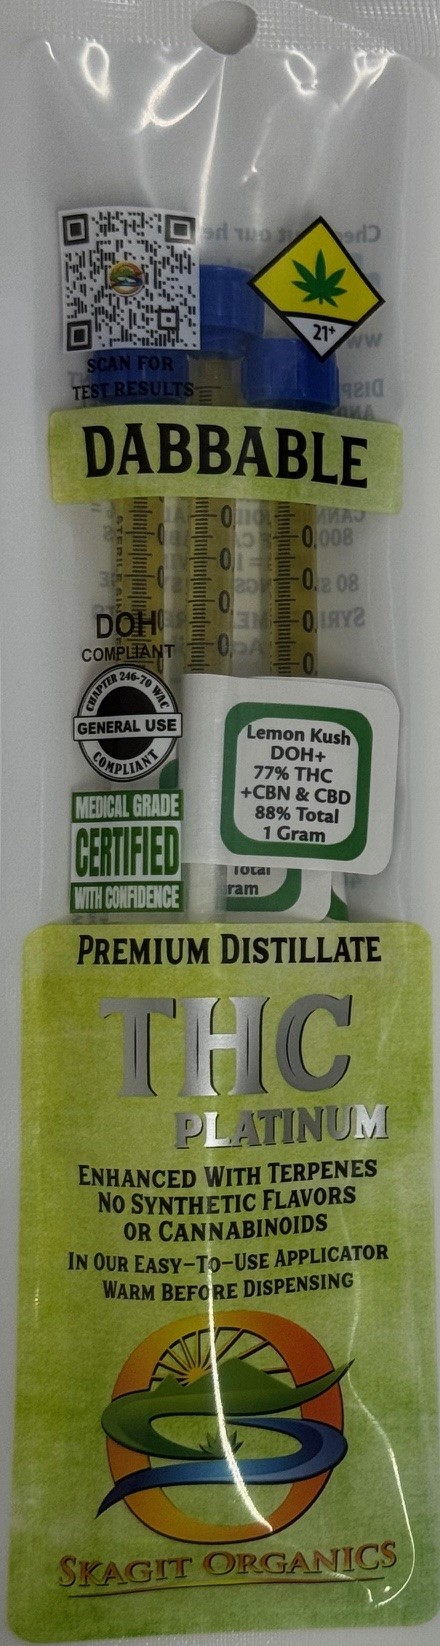 21+
SCAN FOR
TEST RESULTS
DABBABLE
DOH
COMPLIANT
CHAPTER 246-70 WAC
GENERAL USE
COMPLIANT
Lemon Kush
DOH+
77% THC
+CBN & CBD
88% Total
1 Gram
MEDICAL GRADE
CERTIFIED
WITH CONFIDENCE
Total
ram
PREMIUM DISTILLATE
THC
PLATINUM
ENHANCED WITH TERPENES
NO SYNTHETIC FLAVORS
OR CANNABINOIDS
IN OUR EASY-TO-USE APPLICATOR
WARM BEFORE DISPENSING
SKAGIT ORGANICS